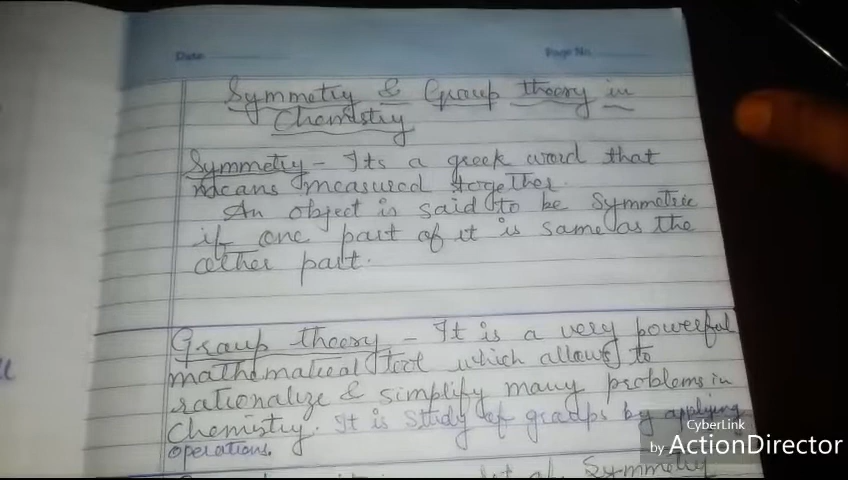 Date
Page No.
Symmetry & Group theory in
Chemistry
Symmetry - Its a greek word that
means measured together.
An object is said to be symmetric
if one part of it is same as the
other part.
Group theory - It is a very powerful
mathematical tool which allows to
rationalize & simplify many problems in
Chemistry. It is study of groups by applying
operations.
Symmetry
CyberLink
by ActionDirector